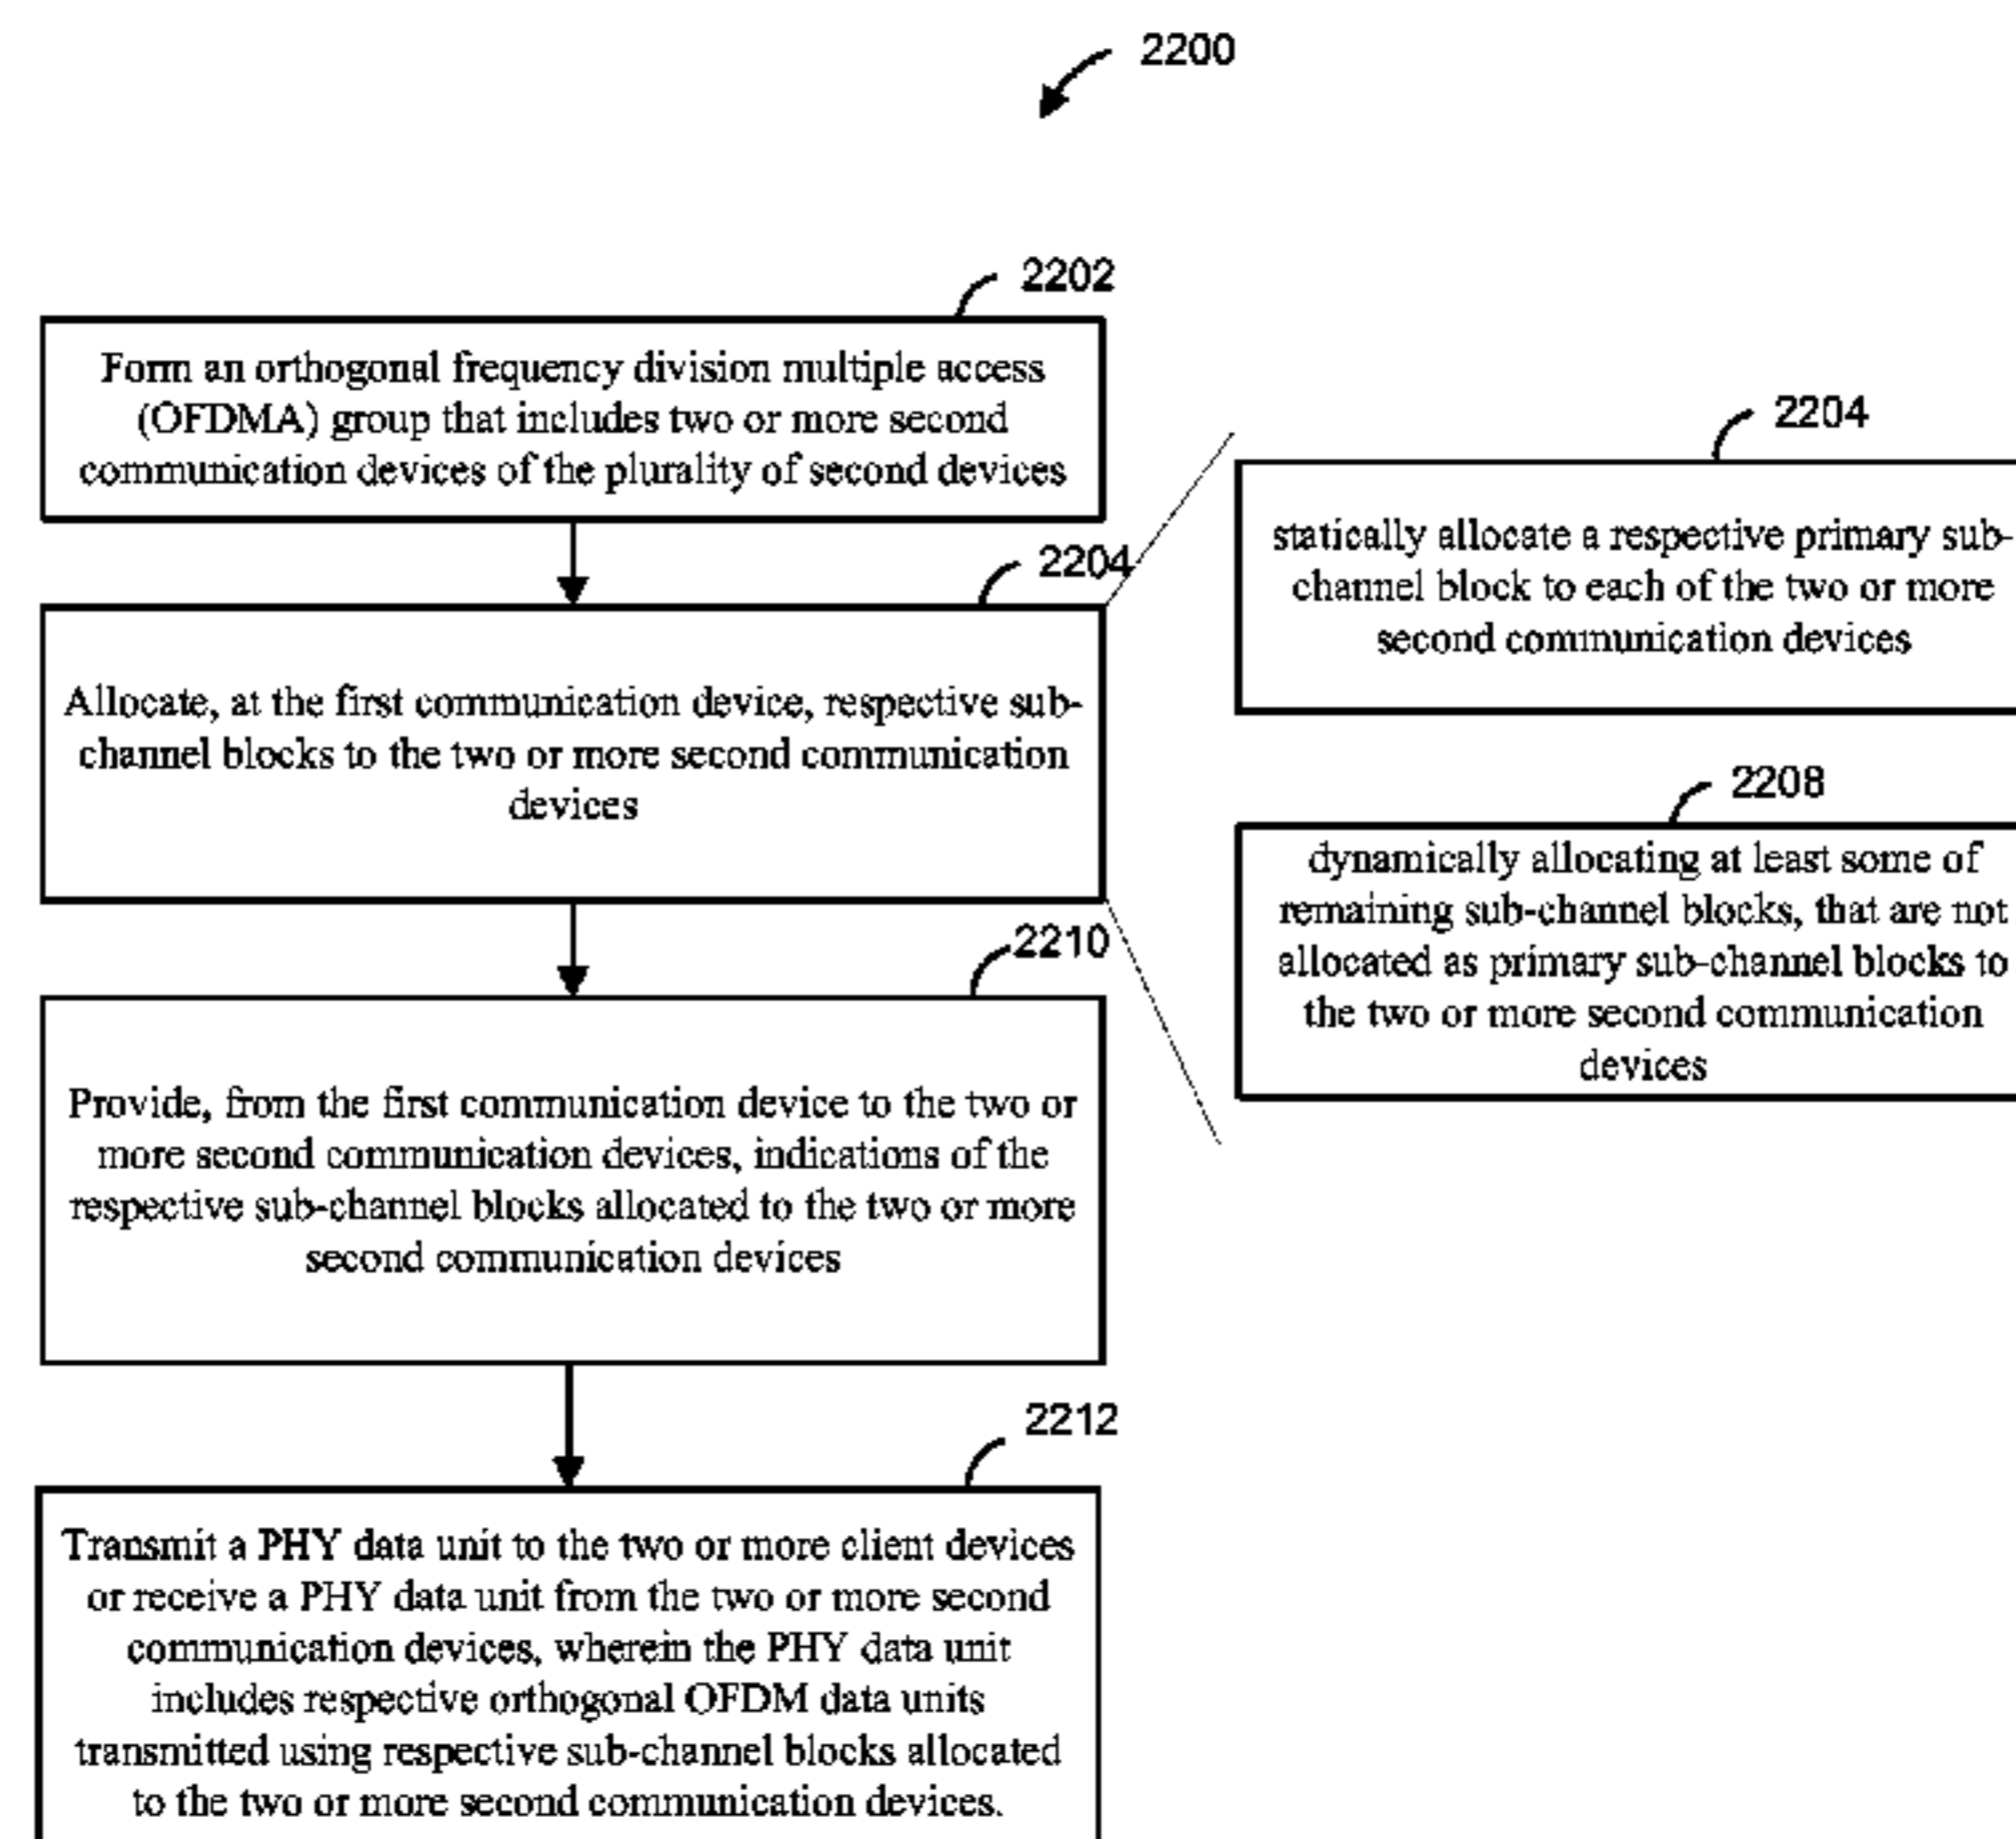 2200
2202
Form an orthogonal frequency division multiple access
(OFDMA) group that includes two or more second
communication devices of the plurality of second devices
2204
Allocate, at the first communication device, respective sub-
channel blocks to the two or more second communication
devices
2204
statically allocate a respective primary sub-
channel block to each of the two or more
second communication devices
2208
dynamically allocating at least some of
remaining sub-channel blocks, that are not
allocated as primary sub-channel blocks to
the two or more second communication
devices
2210
Provide, from the first communication device to the two or
more second communication devices, indications of the
respective sub-channel blocks allocated to the two or more
second communication devices
2212
Transmit a PHY data unit to the two or more client devices
or receive a PHY data unit from the two or more second
communication devices, wherein the PHY data unit
includes respective orthogonal OFDM data units
transmitted using respective sub-channel blocks allocated
to the two or more second communication devices.